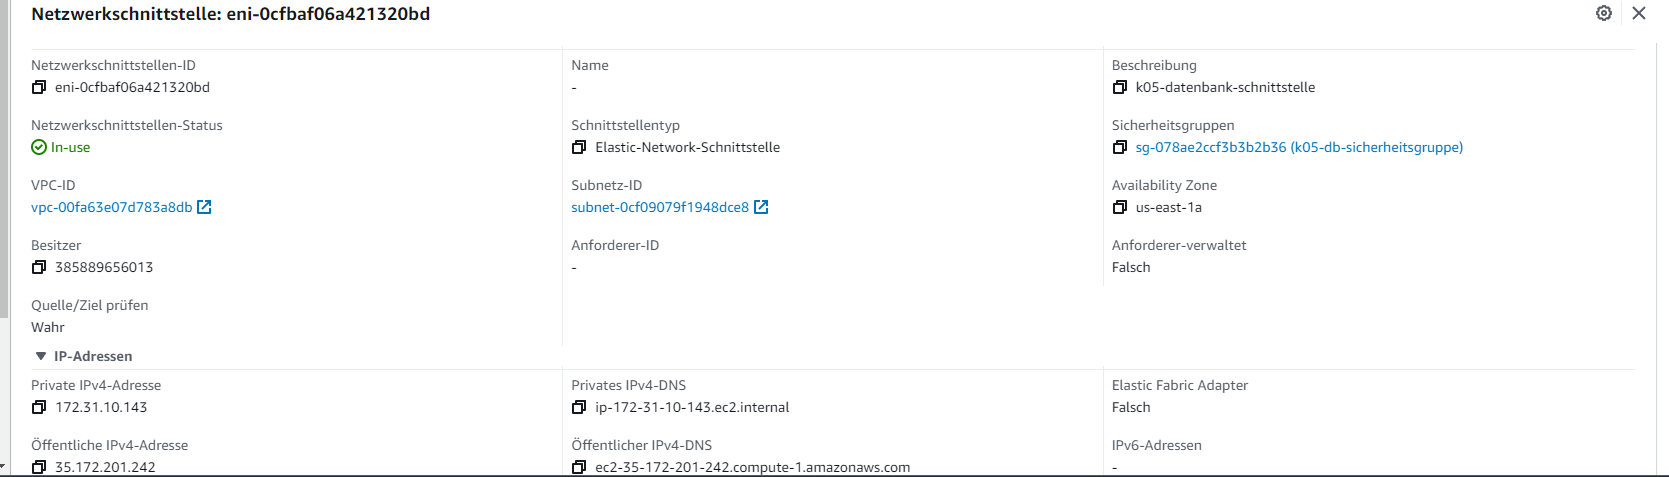 Netzwerkschnittstelle: eni-0cfbaf06a421320bd
Netzwerkschnittstellen-ID
eni-0cfbaf06a421320bd
Name
-
Beschreibung
k05-datenbank-schnittstelle
Netzwerkschnittstellen-Status
In-use
Schnittstellentyp
Elastic-Network-Schnittstelle
Sicherheitsgruppen
sg-078ae2ccf3b3b2b36 (k05-db-sicherheitsgruppe)
VPC-ID
vpc-00fa63e07d783a8db
Subnetz-ID
subnet-0cf09079f1948dce8
Availability Zone
us-east-1a
Besitzer
385889656013
Anforderer-ID
-
Anforderer-verwaltet
Falsch
Quelle/Ziel prüfen
Wahr
IP-Adressen
Private IPv4-Adresse
172.31.10.143
Privates IPv4-DNS
ip-172-31-10-143.ec2.internal
Elastic Fabric Adapter
Falsch
Öffentliche IPv4-Adresse
35.172.201.242
Öffentlicher IPv4-DNS
ec2-35-172-201-242.compute-1.amazonaws.com
IPv6-Adressen
-